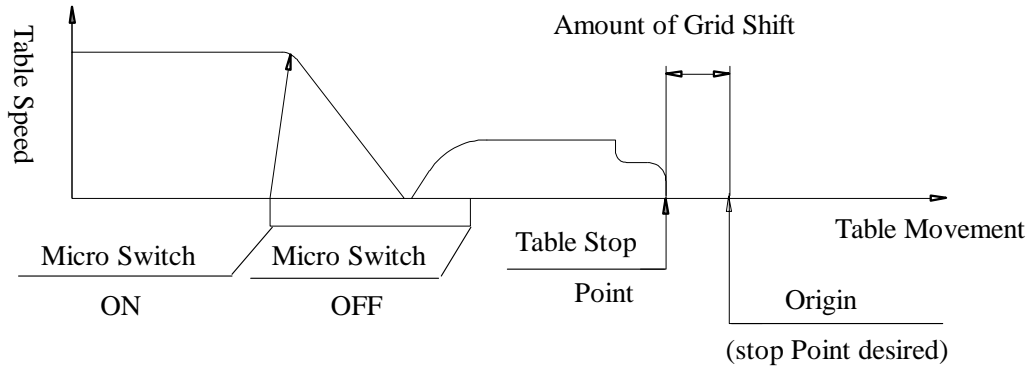 Amount of Grid Shift
Table Speed
Table Movement
Micro Switch
ON
Micro Switch
OFF
Table Stop
Point
Origin
(stop Point desired)